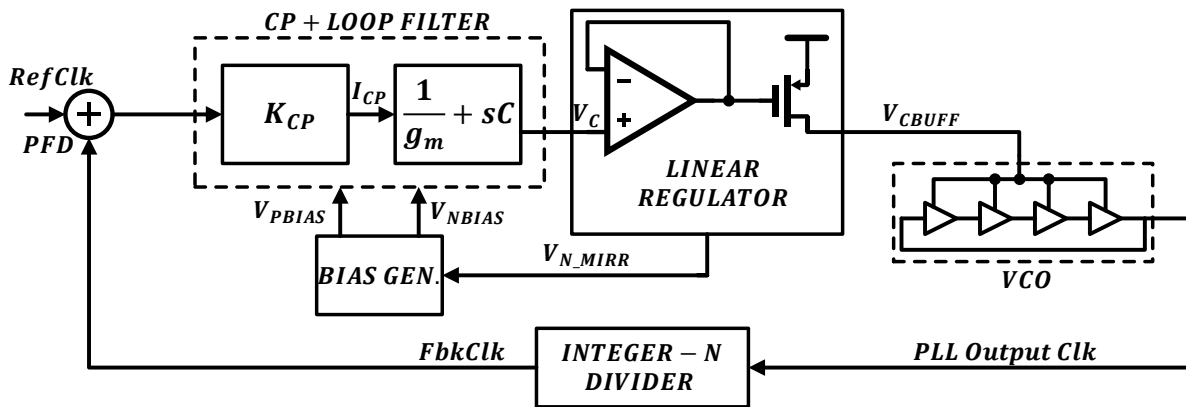 CP + LOOP FILTER
RefClk
PFD
+
K_CP
I_CP
1/g_m + sC
V_C
−
+
LINEAR
REGULATOR
V_CBUFF
VCO
V_PBIAS
V_NBIAS
BIAS GEN.
V_N_MIRR
FbkClk
INTEGER − N
DIVIDER
PLL Output Clk